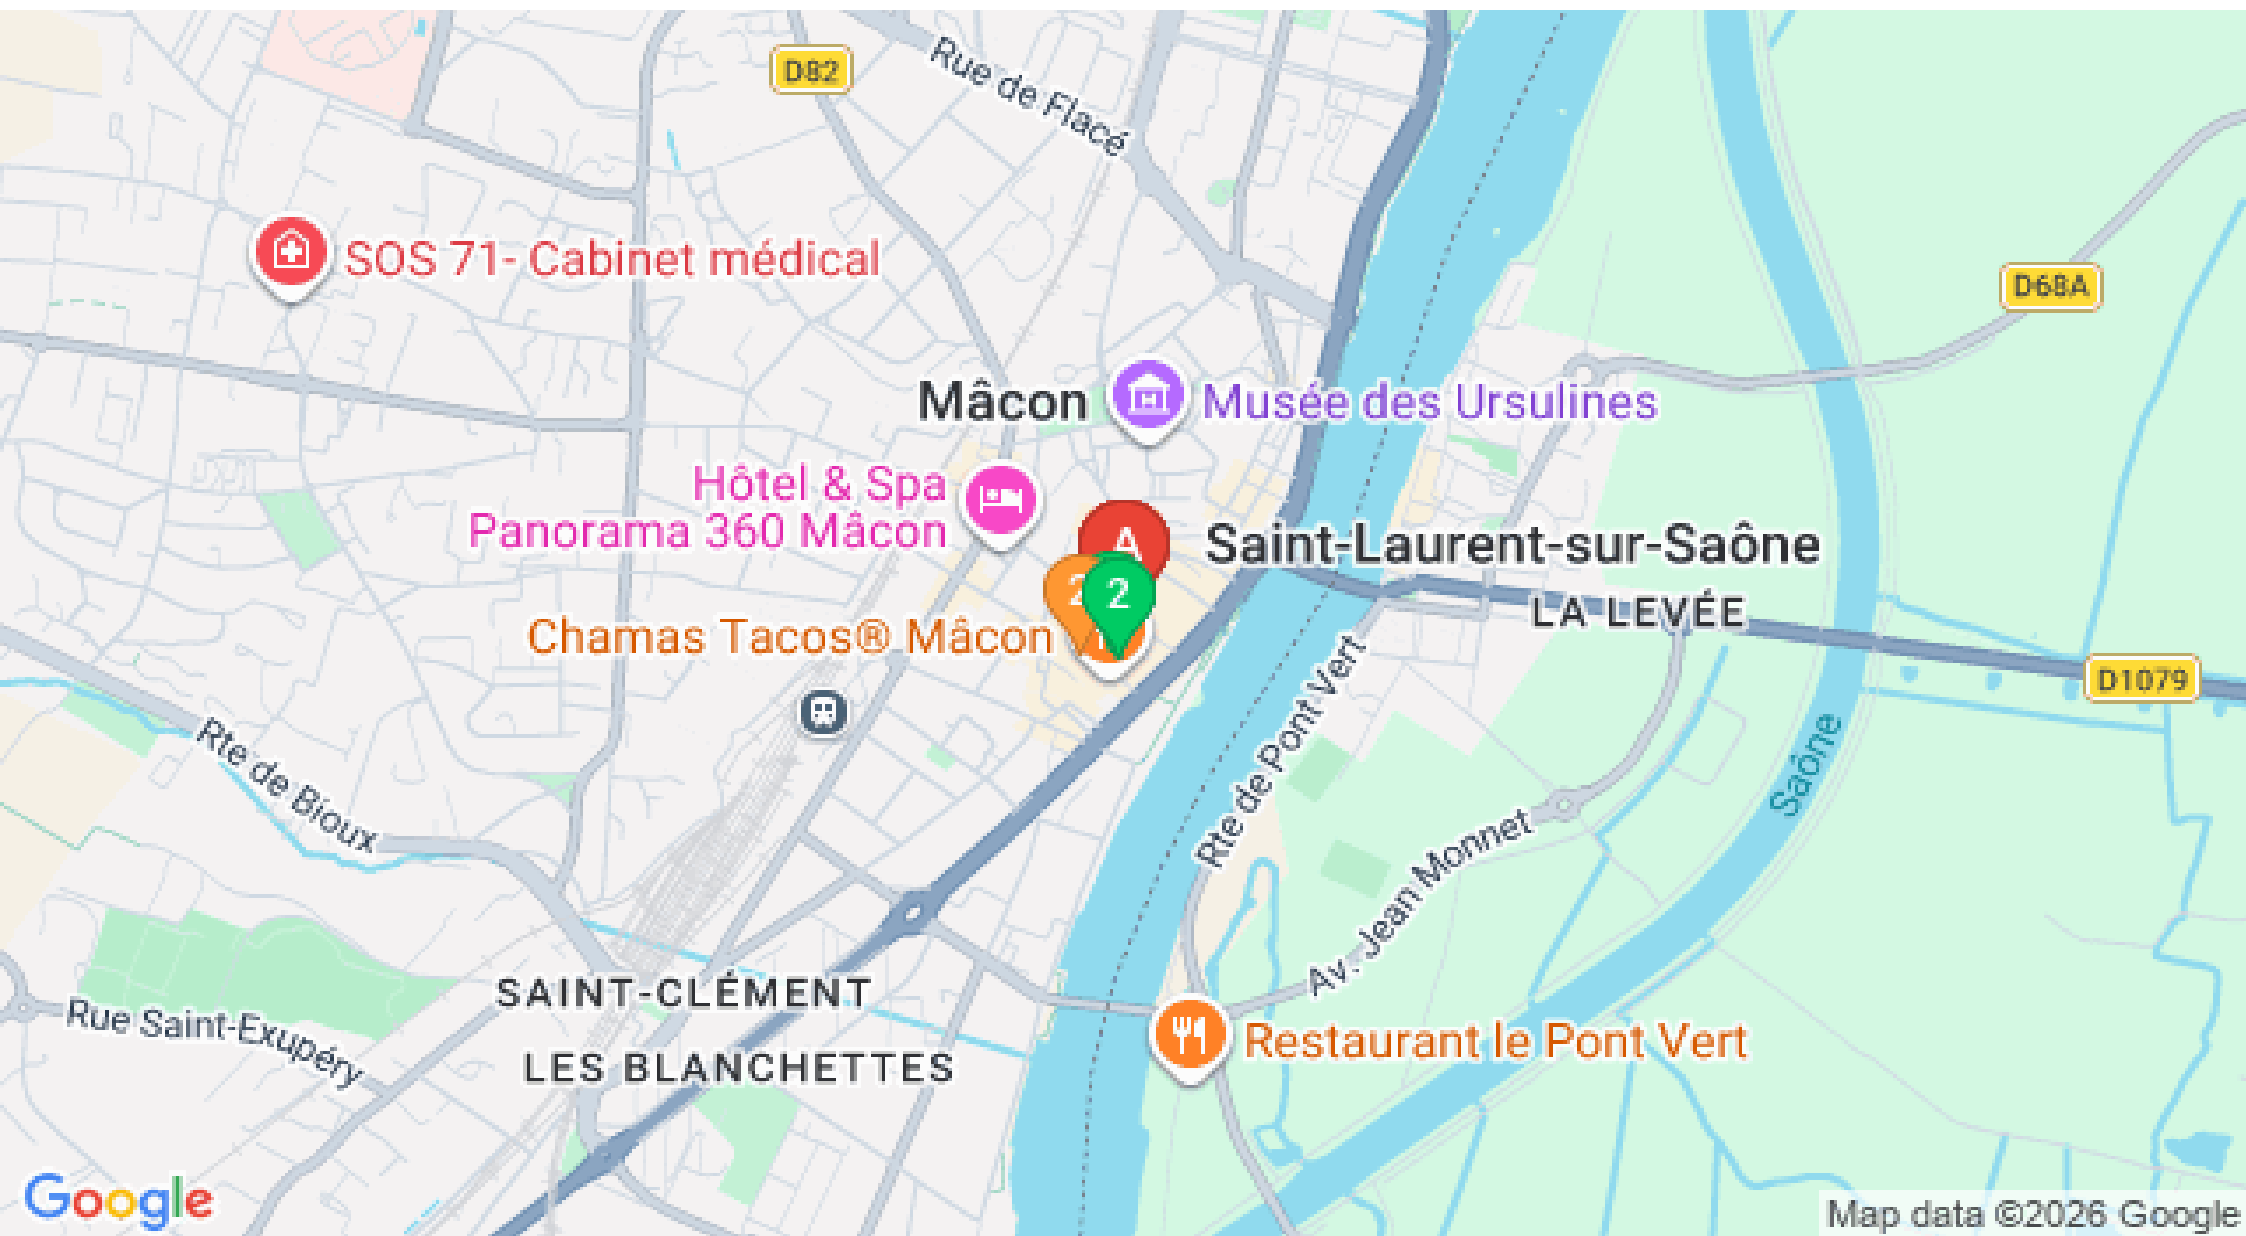 D82
Rue de Flacé
SOS 71- Cabinet médical
D68A
Mâcon
Musée des Ursulines
Hôtel & Spa
Panorama 360 Mâcon
A
Saint-Laurent-sur-Saône
2
2
LA LEVÉE
Chamas Tacos® Mâcon
D1079
Rte de Pont Vert
Saône
Rte de Bioux
Av. Jean Monnet
SAINT-CLÉMENT
Rue Saint-Exupéry
Restaurant le Pont Vert
LES BLANCHETTES
Google
Map data ©2026 Google